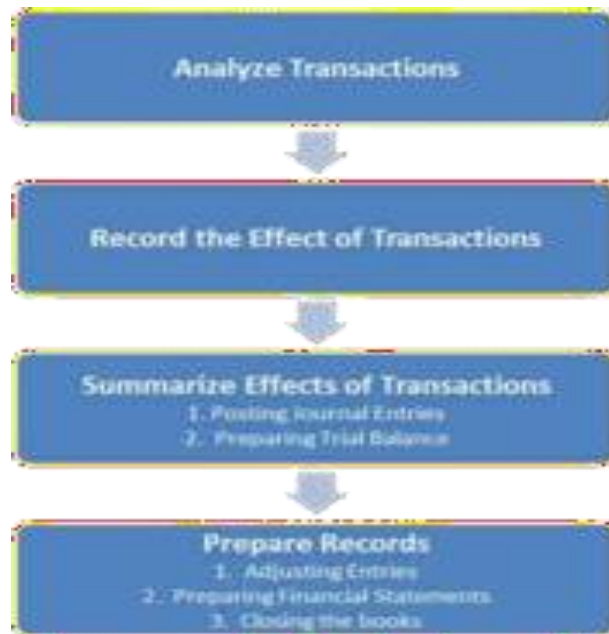 Analyze Transactions
Record the Effect of Transactions
Summarize Effects of Transactions
1. Posting Journal Entries
2. Preparing Trial Balance
Prepare Records
1. Adjusting Entries
2. Preparing Financial Statements
3. Closing the books